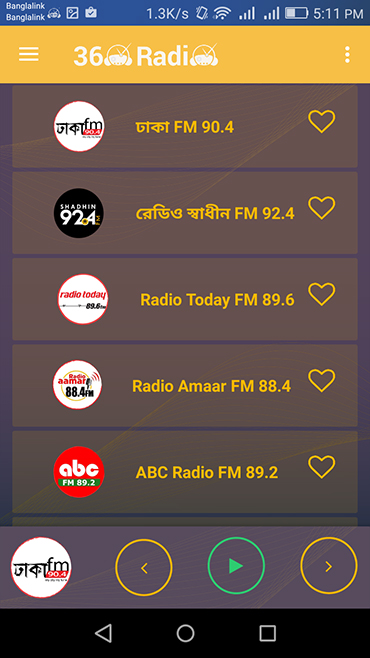 Banglalink
Banglalink
1.3K/s
5:11 PM
360 Radio
ঢাকা fm
90.4
ঢাকা FM 90.4
SHADHIN
92.4
FM
রেডিও স্বাধীন FM 92.4
radio today
89.6 fm
Radio Today FM 89.6
Radio
aamar
88.4FM
Radio Amaar FM 88.4
abc
FM 89.2
ABC Radio FM 89.2
ঢাকা fm
90.4